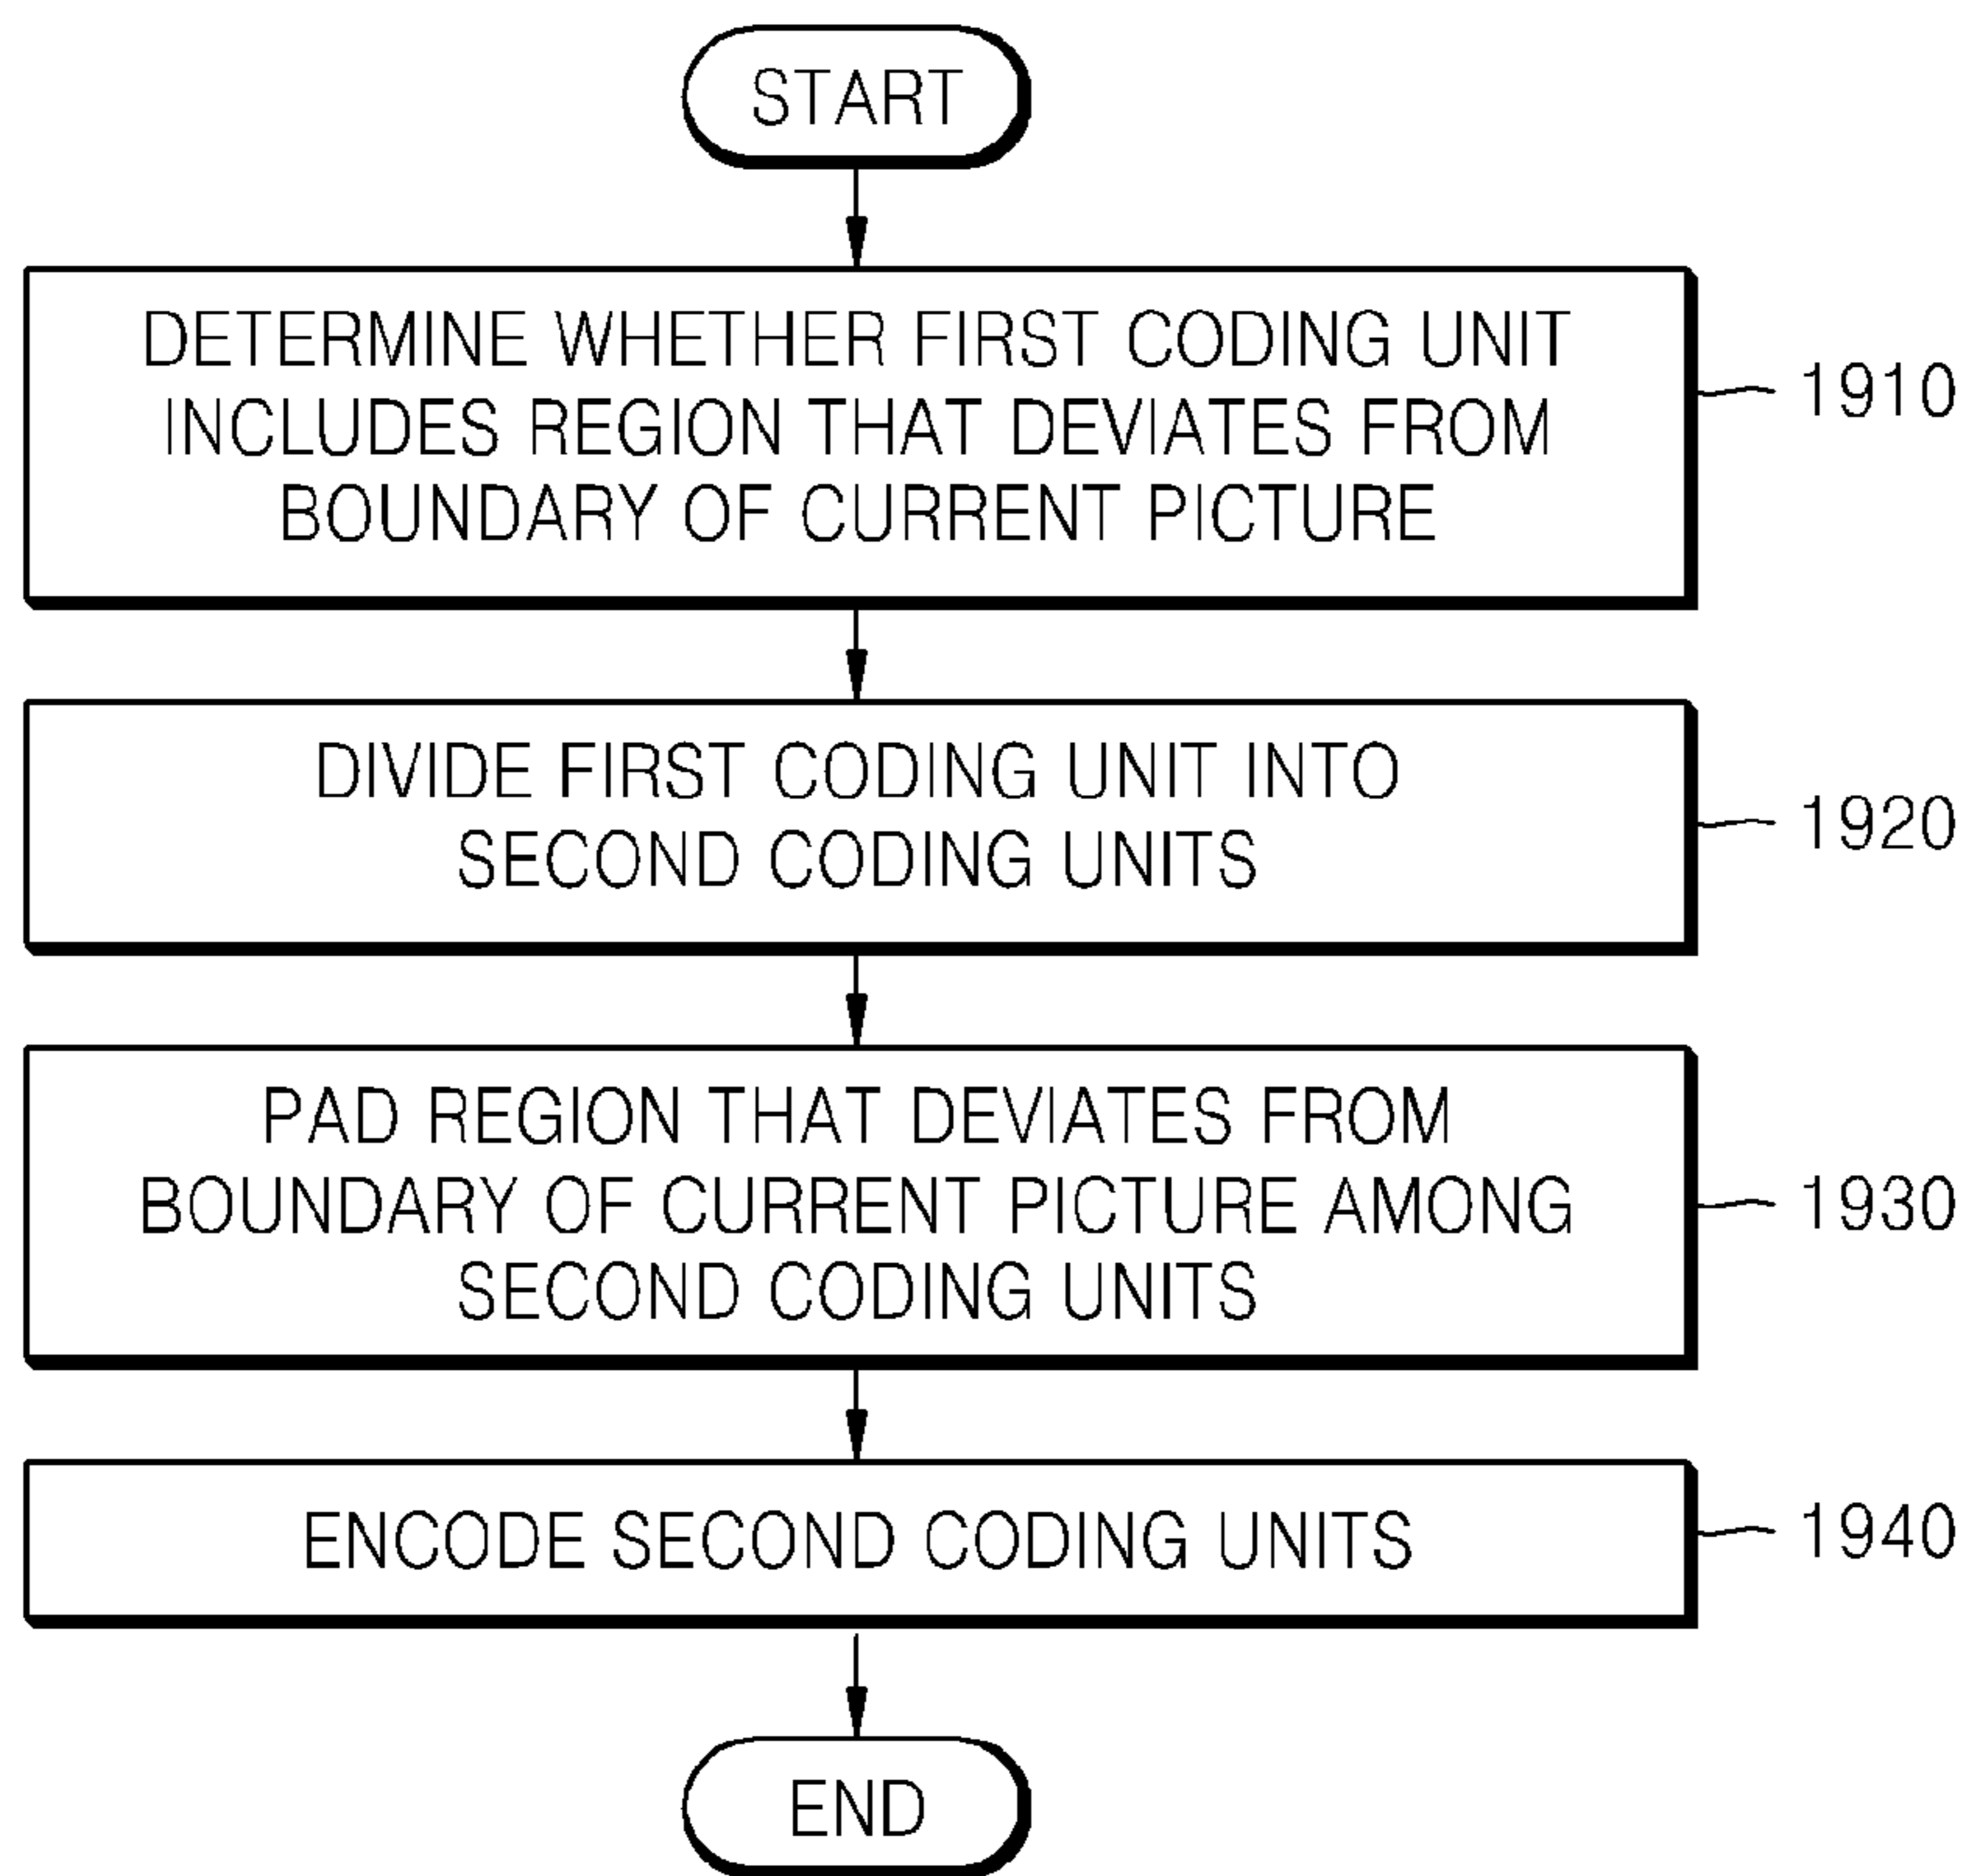 START
DETERMINE WHETHER FIRST CODING UNIT
INCLUDES REGION THAT DEVIATES FROM
BOUNDARY OF CURRENT PICTURE
1910
DIVIDE FIRST CODING UNIT INTO
SECOND CODING UNITS
1920
PAD REGION THAT DEVIATES FROM
BOUNDARY OF CURRENT PICTURE AMONG
SECOND CODING UNITS
1930
ENCODE SECOND CODING UNITS
1940
END